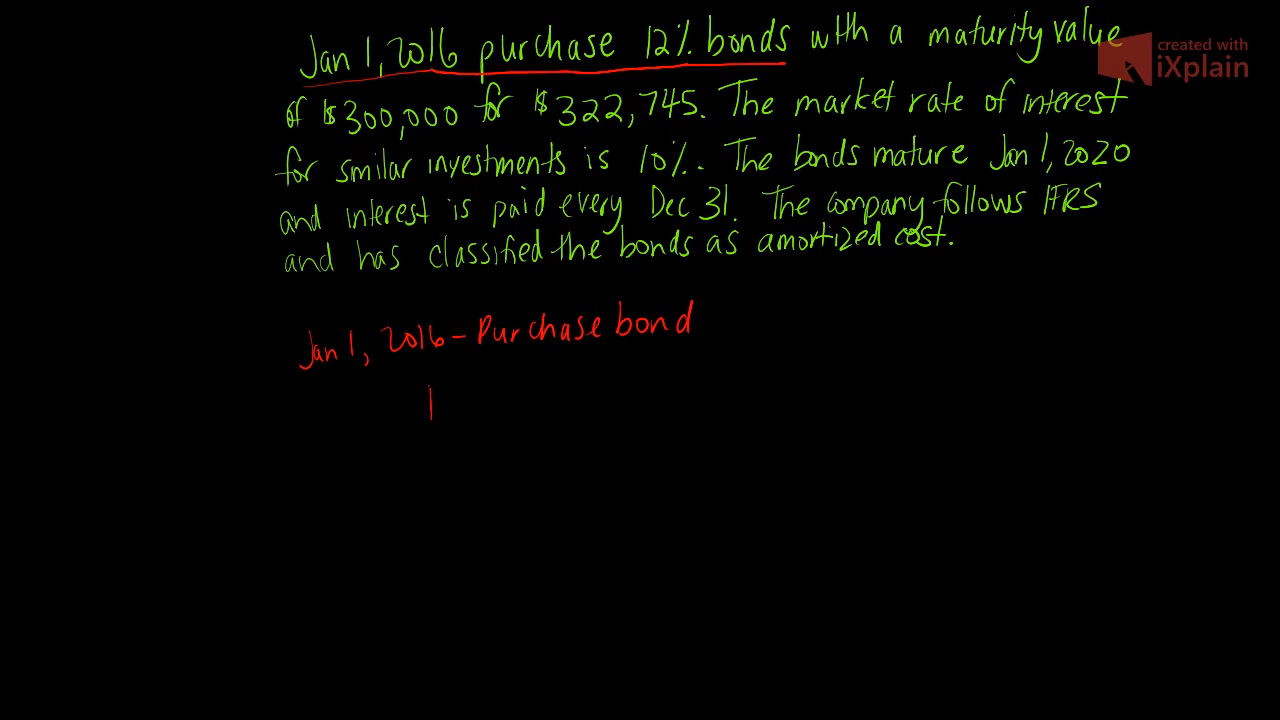 Jan 1, 2016 purchase 12% bonds with a maturity value
of $300,000 for $322,745. The market rate of interest
for similar investments is 10%. The bonds mature Jan 1, 2020
and interest is paid every Dec 31. The company follows IFRS
and has classified the bonds as amortized cost.
Jan 1, 2016 - Purchase bond
created with
iXplain